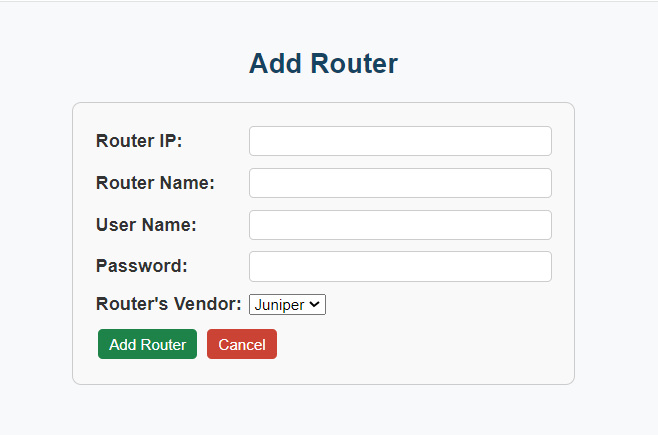 Add Router
Router IP:
Router Name:
User Name:
Password:
Router's Vendor: Juniper
Add Router Cancel